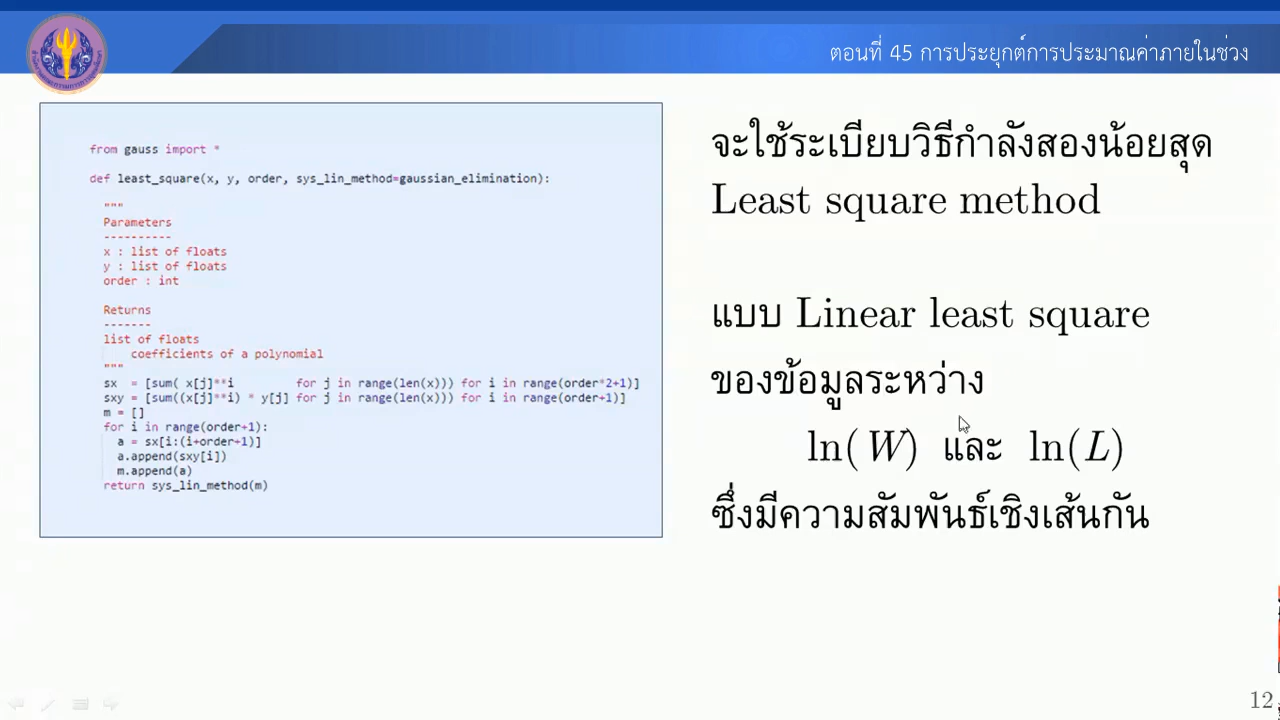 ตอนที่ 45 การประยุกต์การประมาณค่าภายในช่วง
from gauss import *
def least_square(x, y, order, sys_lin_method=gaussian_elimination):
"""
Parameters
----------
x : list of floats
y : list of floats
order : int
Returns
-------
list of floats
coefficients of a polynomial
"""
sx = [sum( x[j]**i for j in range(len(x))) for i in range(order*2+1)]
sxy = [sum((x[j]**i) * y[j] for j in range(len(x))) for i in range(order+1)]
m = []
for i in range(order+1):
a = sx[i:(i+order+1)]
a.append(sxy[i])
m.append(a)
return sys_lin_method(m)
จะใช้ระเบียบวิธีกำลังสองน้อยสุด
Least square method
แบบ Linear least square
ของข้อมูลระหว่าง
ln(W) และ ln(L)
ซึ่งมีความสัมพันธ์เชิงเส้นกัน
12